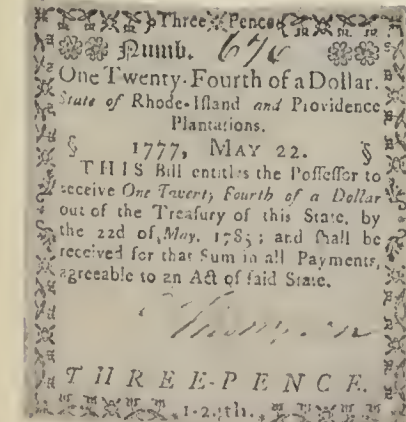 Three Pence
Numb. 676
One Twenty-Fourth of a Dollar.
State of Rhode-Iſland and Providence
Plantations.
§ 1777, MAY 22. §
THIS Bill entitles the Poſſeſſor to
receive One Twenty Fourth of a Dollar
out of the Treaſury of this State, by
the 22d of May, 1785; and ſhall be
received for that Sum in all Payments,
agreeable to an Act of ſaid State.
THREE-PENCE.
1-24th.